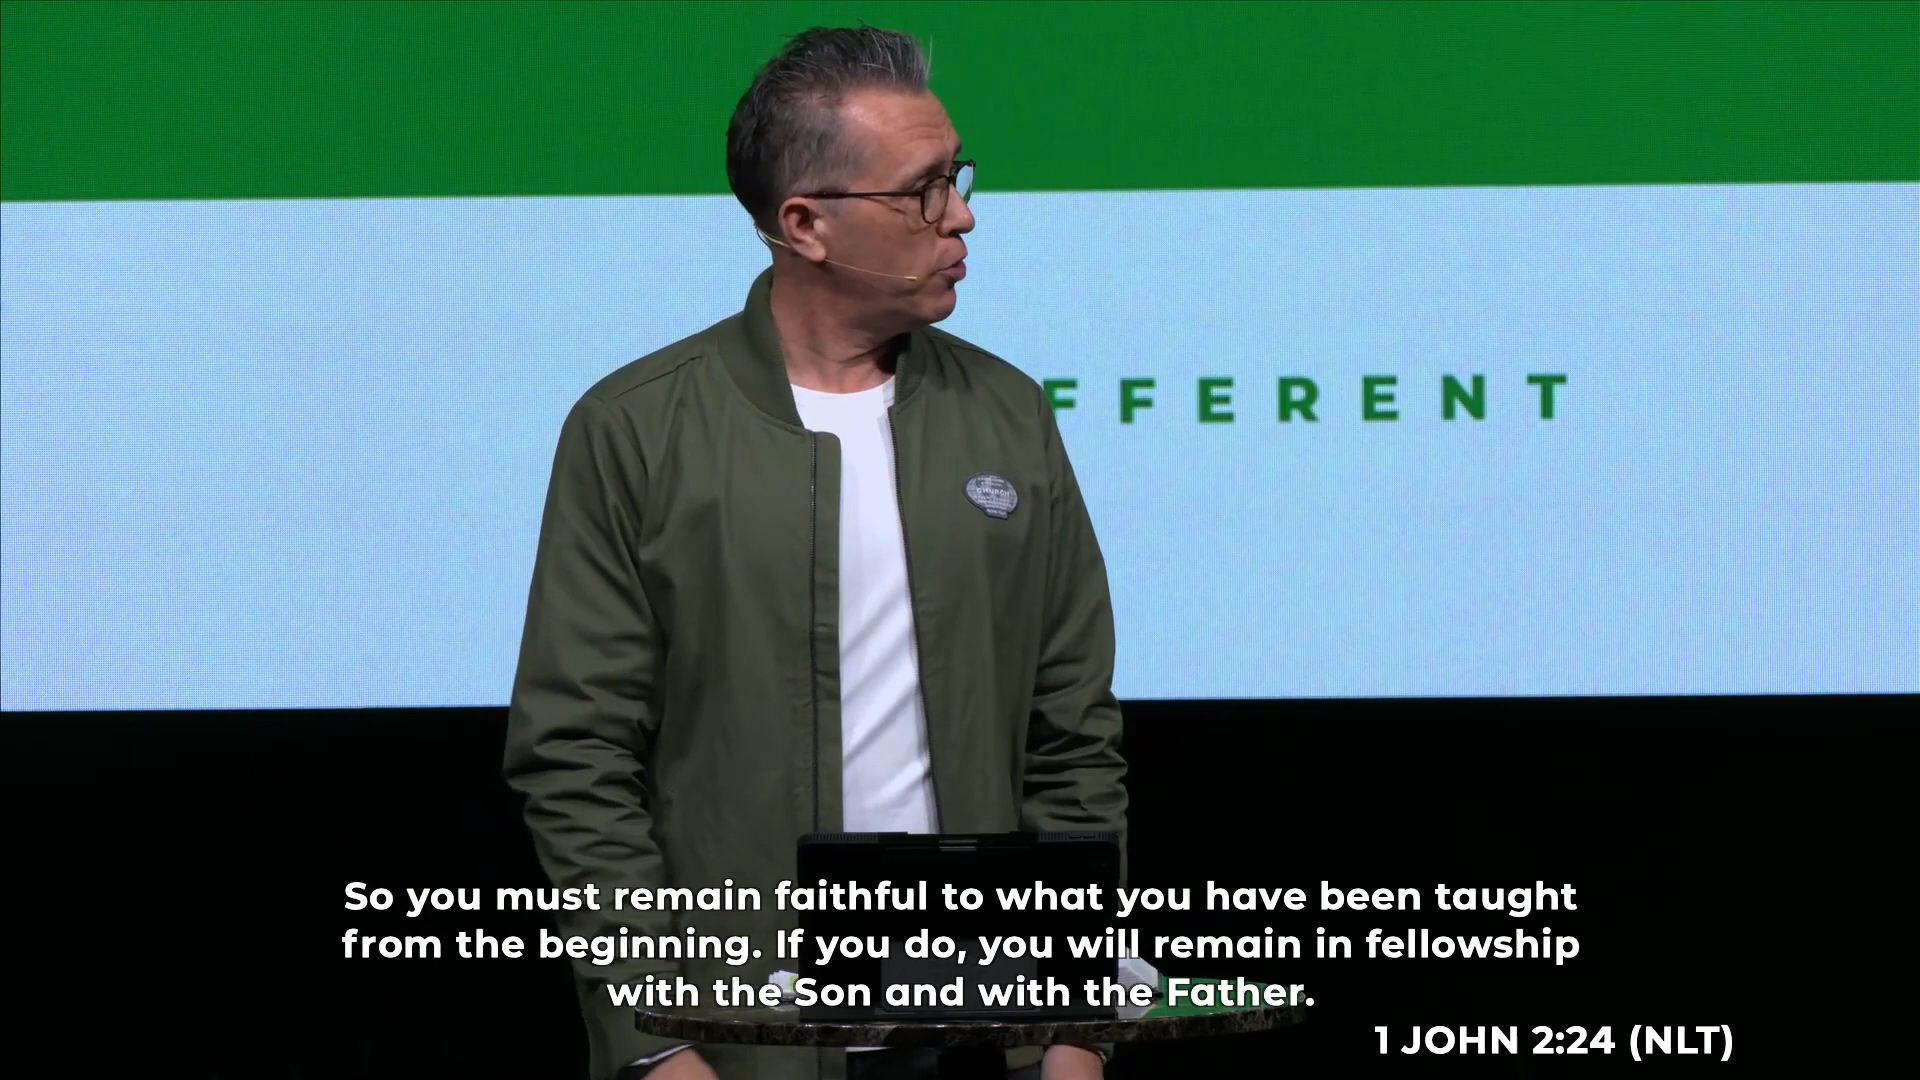 FFERENT
CHURCH
So you must remain faithful to what you have been taught
from the beginning. If you do, you will remain in fellowship
with the Son and with the Father.
1 JOHN 2:24 (NLT)